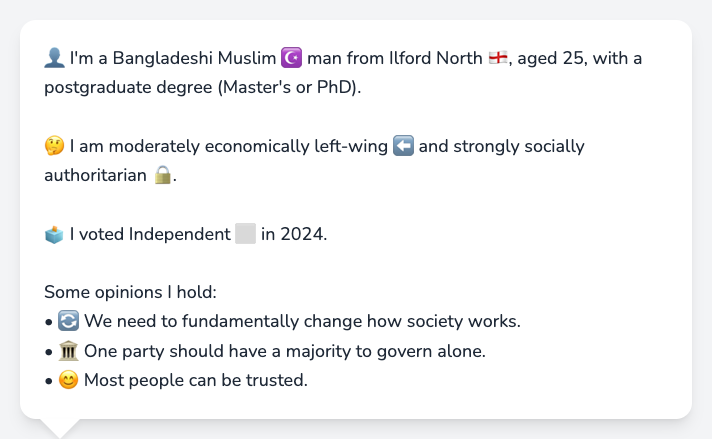 👤 I'm a Bangladeshi Muslim ☪️ man from Ilford North 🏴󠁧󠁢󠁥󠁮󠁧󠁿, aged 25, with a
postgraduate degree (Master's or PhD).
🤔 I am moderately economically left-wing ⬅️ and strongly socially
authoritarian 🔒.
🗳️ I voted Independent ⬜ in 2024.
Some opinions I hold:
• 🔄 We need to fundamentally change how society works.
• 🏛️ One party should have a majority to govern alone.
• 😊 Most people can be trusted.